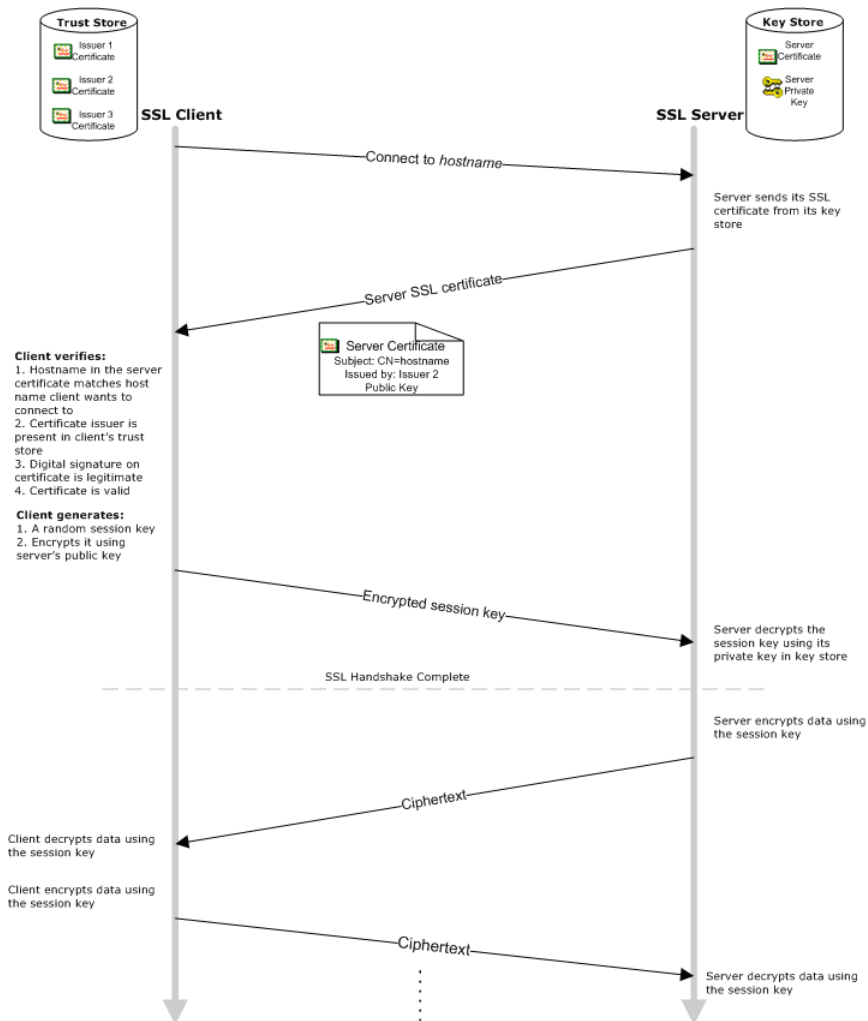 Trust Store
Issuer 1
Certificate
Issuer 2
Certificate
Issuer 3
Certificate
Key Store
Server
Certificate
Server
Private
Key
SSL Client
SSL Server
Connect to hostname
Server sends its SSL
certificate from its key
store
Server SSL certificate
Server Certificate
Subject: CN=hostname
Issued by: Issuer 2
Public Key
Client verifies:
1. Hostname in the server
certificate matches host
name client wants to
connect to
2. Certificate issuer is
present in client's trust
store
3. Digital signature on
certificate is legitimate
4. Certificate is valid
Client generates:
1. A random session key
2. Encrypts it using
server's public key
Encrypted session key
Server decrypts the
session key using its
private key in key store
SSL Handshake Complete
Server encrypts data using
the session key
Ciphertext
Client decrypts data using
the session key
Client encrypts data using
the session key
Ciphertext
Server decrypts data using
the session key